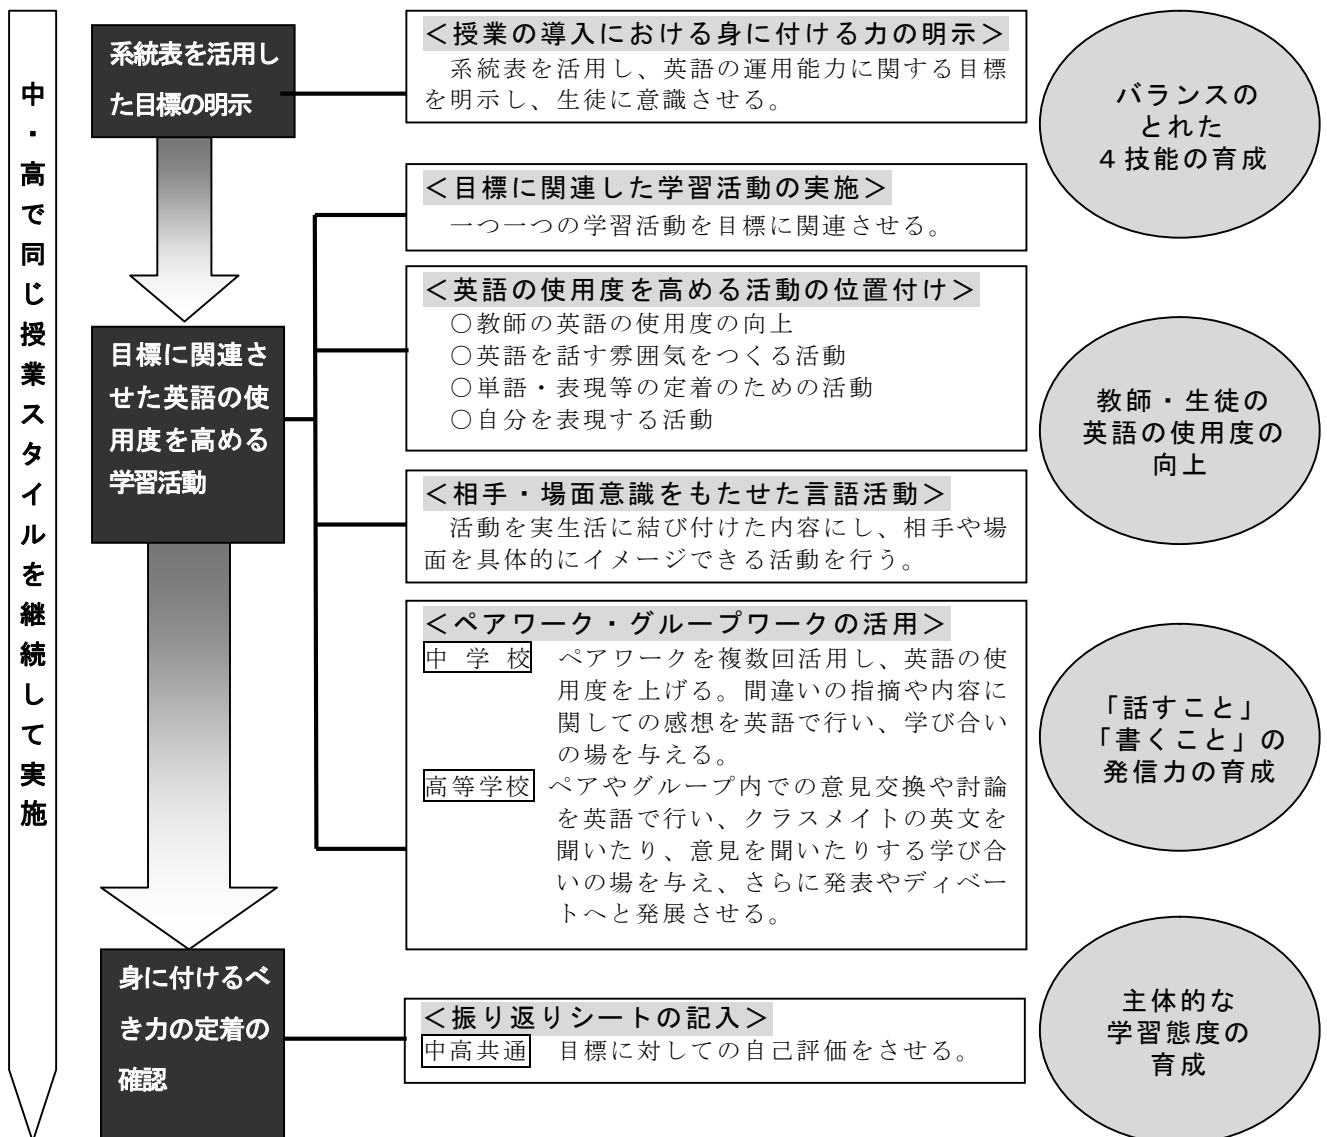 中・高で同じ授業スタイルを継続して実施
系統表を活用し
た目標の明示
＜授業の導入における身に付ける力の明示＞
系統表を活用し、英語の運用能力に関する目標
を明示し、生徒に意識させる。
＜目標に関連した学習活動の実施＞
一つ一つの学習活動を目標に関連させる。
目標に関連さ
せた英語の使
用度を高める
学習活動
＜英語の使用度を高める活動の位置付け＞
○教師の英語の使用度の向上
○英語を話す雰囲気をつくる活動
○単語・表現等の定着のための活動
○自分を表現する活動
＜相手・場面意識をもたせた言語活動＞
活動を実生活に結び付けた内容にし、相手や場
面を具体的にイメージできる活動を行う。
＜ペアワーク・グループワークの活用＞
中学校 ペアワークを複数回活用し、英語の使
用度を上げる。間違いの指摘や内容に
関しての感想を英語で行い、学び合い
の場を与える。
高等学校 ペアやグループ内での意見交換や討論
を英語で行い、クラスメイトの英文を
聞いたり、意見を聞いたりする学び合
いの場を与え、さらに発表やディベー
トへと発展させる。
身に付けるべ
き力の定着の
確認
＜振り返りシートの記入＞
中高共通 目標に対しての自己評価をさせる。
バランスの
とれた
４技能の育成
教師・生徒の
英語の使用度の
向上
「話すこと」
「書くこと」の
発信力の育成
主体的な
学習態度の
育成